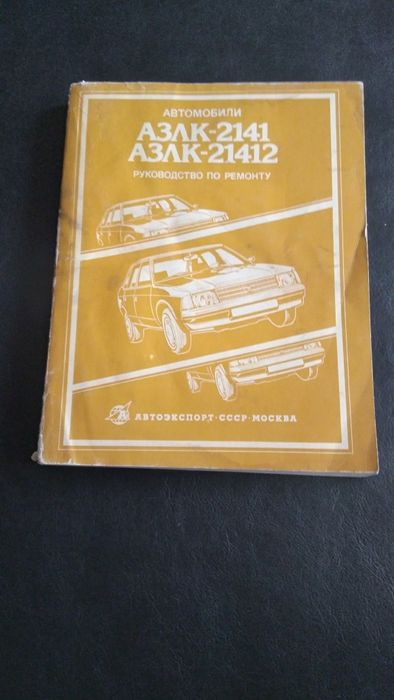 АВТОМОБИЛИ
АЗЛК-2141
АЗЛК-21412
РУКОВОДСТВО ПО РЕМОНТУ
АВТОЭКСПОРТ·СССР·МОСКВА